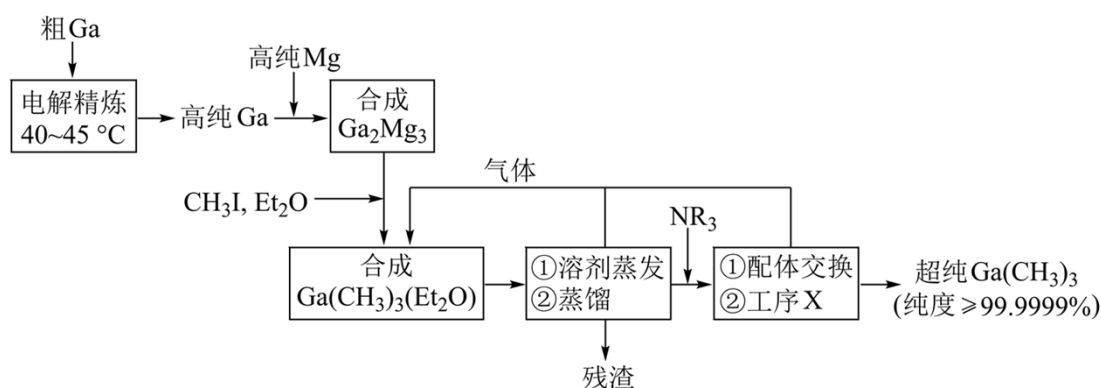 粗Ga
电解精炼
40~45 °C
高纯Ga
高纯Mg
合成
Ga₂Mg₃
CH₃I, Et₂O
气体
合成
Ga(CH₃)₃(Et₂O)
①溶剂蒸发
②蒸馏
残渣
NR₃
①配体交换
②工序X
超纯Ga(CH₃)₃
(纯度≥99.9999%)